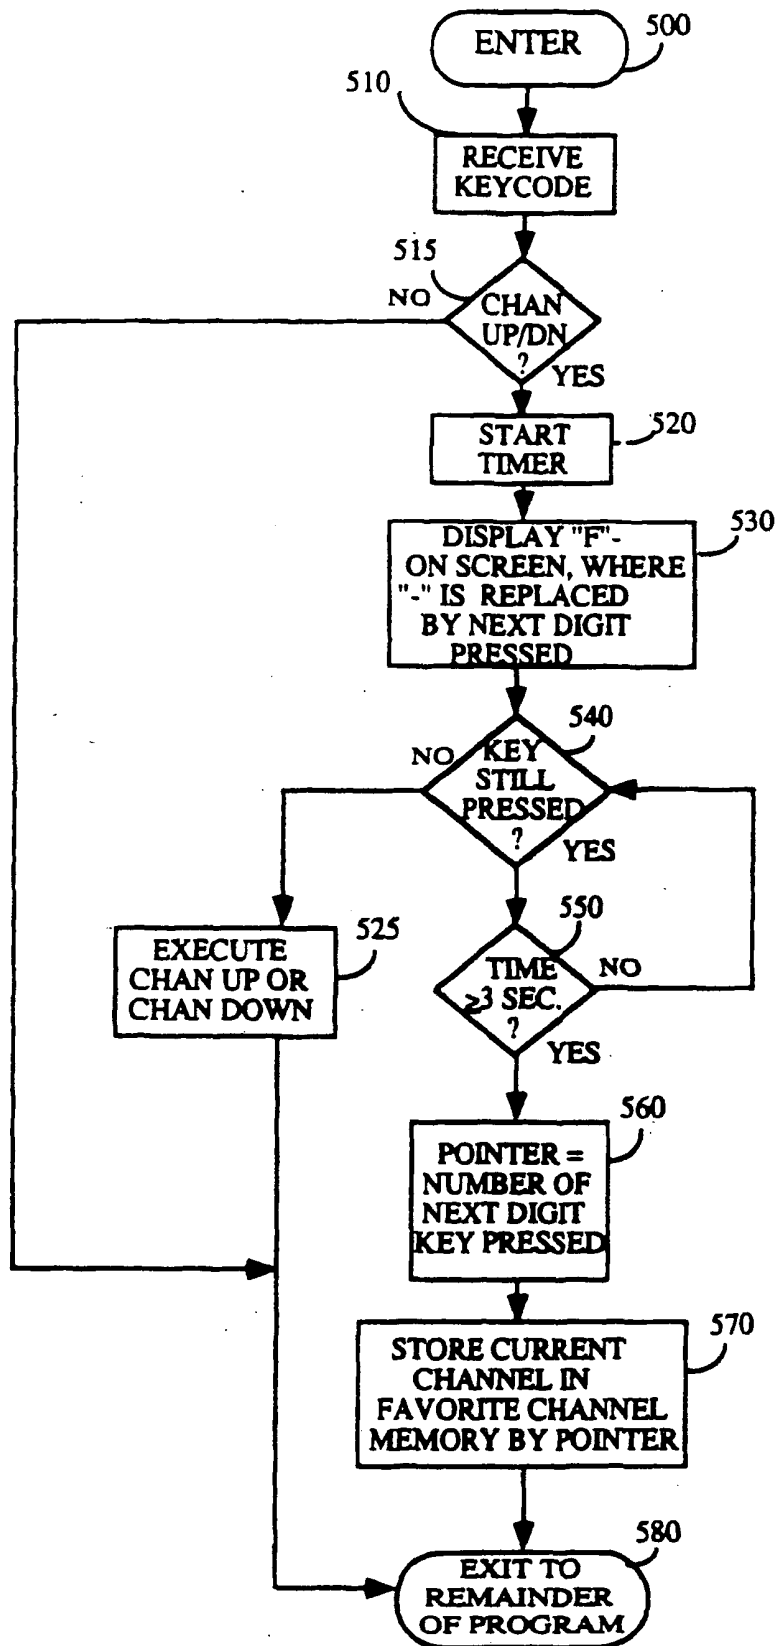 ENTER
500
510
RECEIVE
KEYCODE
515
NO
CHAN
UP/DN
?
YES
START
TIMER
520
DISPLAY "F"-
ON SCREEN, WHERE
"-" IS REPLACED
BY NEXT DIGIT
PRESSED
530
540
NO
KEY
STILL
PRESSED
?
YES
EXECUTE
CHAN UP OR
CHAN DOWN
525
550
TIME
≥3 SEC.
?
NO
YES
560
POINTER =
NUMBER OF
NEXT DIGIT
KEY PRESSED
570
STORE CURRENT
CHANNEL IN
FAVORITE CHANNEL
MEMORY BY POINTER
580
EXIT TO
REMAINDER
OF PROGRAM